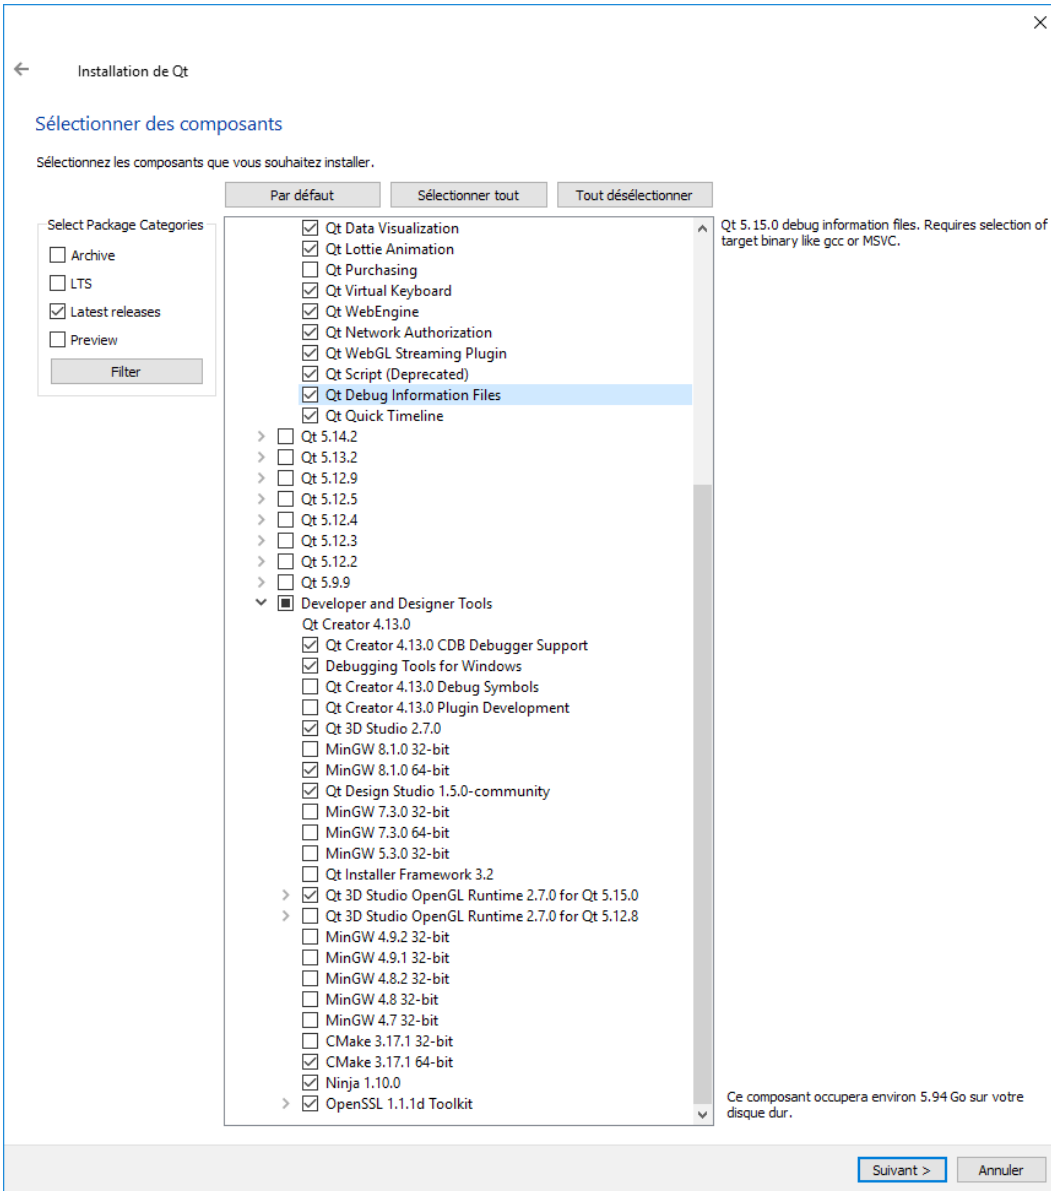 Installation de Qt
Sélectionner des composants
Sélectionnez les composants que vous souhaitez installer.
Par défaut
Sélectionner tout
Tout désélectionner
Select Package Categories
Archive
LTS
Latest releases
Preview
Filter
Qt Data Visualization
Qt Lottie Animation
Qt Purchasing
Qt Virtual Keyboard
Qt WebEngine
Qt Network Authorization
Qt WebGL Streaming Plugin
Qt Script (Deprecated)
Qt Debug Information Files
Qt Quick Timeline
Qt 5.14.2
Qt 5.13.2
Qt 5.12.9
Qt 5.12.5
Qt 5.12.4
Qt 5.12.3
Qt 5.12.2
Qt 5.9.9
Developer and Designer Tools
Qt Creator 4.13.0
Qt Creator 4.13.0 CDB Debugger Support
Debugging Tools for Windows
Qt Creator 4.13.0 Debug Symbols
Qt Creator 4.13.0 Plugin Development
Qt 3D Studio 2.7.0
MinGW 8.1.0 32-bit
MinGW 8.1.0 64-bit
Qt Design Studio 1.5.0-community
MinGW 7.3.0 32-bit
MinGW 7.3.0 64-bit
MinGW 5.3.0 32-bit
Qt Installer Framework 3.2
Qt 3D Studio OpenGL Runtime 2.7.0 for Qt 5.15.0
Qt 3D Studio OpenGL Runtime 2.7.0 for Qt 5.12.8
MinGW 4.9.2 32-bit
MinGW 4.9.1 32-bit
MinGW 4.8.2 32-bit
MinGW 4.8 32-bit
MinGW 4.7 32-bit
CMake 3.17.1 32-bit
CMake 3.17.1 64-bit
Ninja 1.10.0
OpenSSL 1.1.1d Toolkit
Qt 5.15.0 debug information files. Requires selection of
target binary like gcc or MSVC.
Ce composant occupera environ 5.94 Go sur votre
disque dur.
Suivant >
Annuler